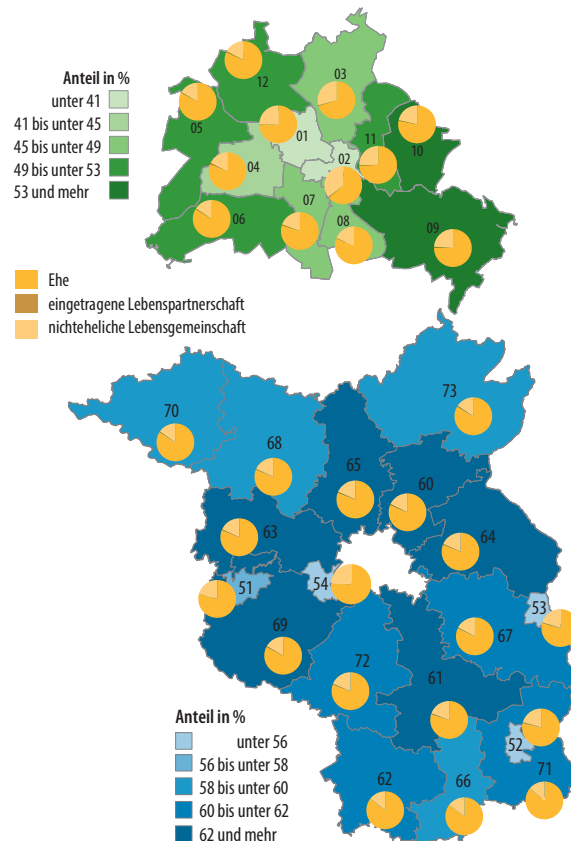 Anteil in %
unter 41
41 bis unter 45
45 bis unter 49
49 bis unter 53
53 und mehr
12
03
05
01
11
10
04
02
07
06
08
09
Ehe
eingetragene Lebenspartnerschaft
nichteheliche Lebensgemeinschaft
73
70
68
65
60
63
64
51
54
53
69
67
72
61
52
71
62
66
Anteil in %
unter 56
56 bis unter 58
58 bis unter 60
60 bis unter 62
62 und mehr